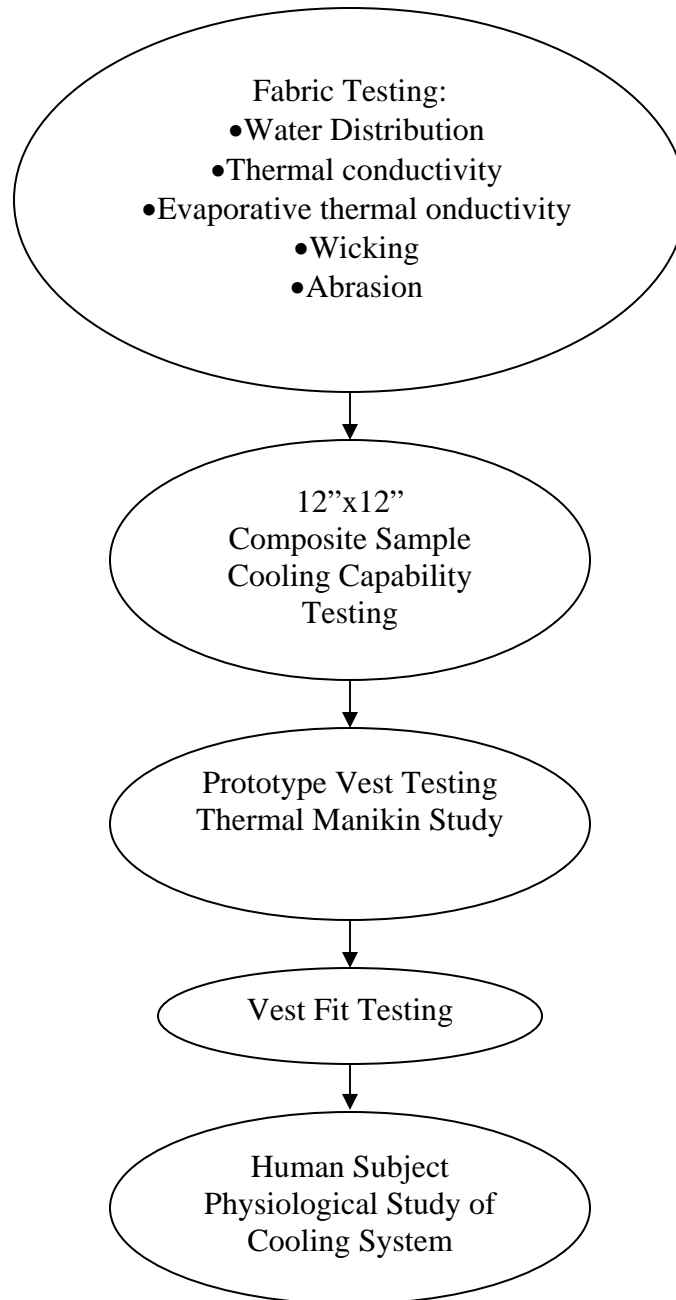 Fabric Testing:
•Water Distribution
•Thermal conductivity
•Evaporative thermal onductivity
•Wicking
•Abrasion
12”x12”
Composite Sample
Cooling Capability
Testing
Prototype Vest Testing
Thermal Manikin Study
Vest Fit Testing
Human Subject
Physiological Study of
Cooling System